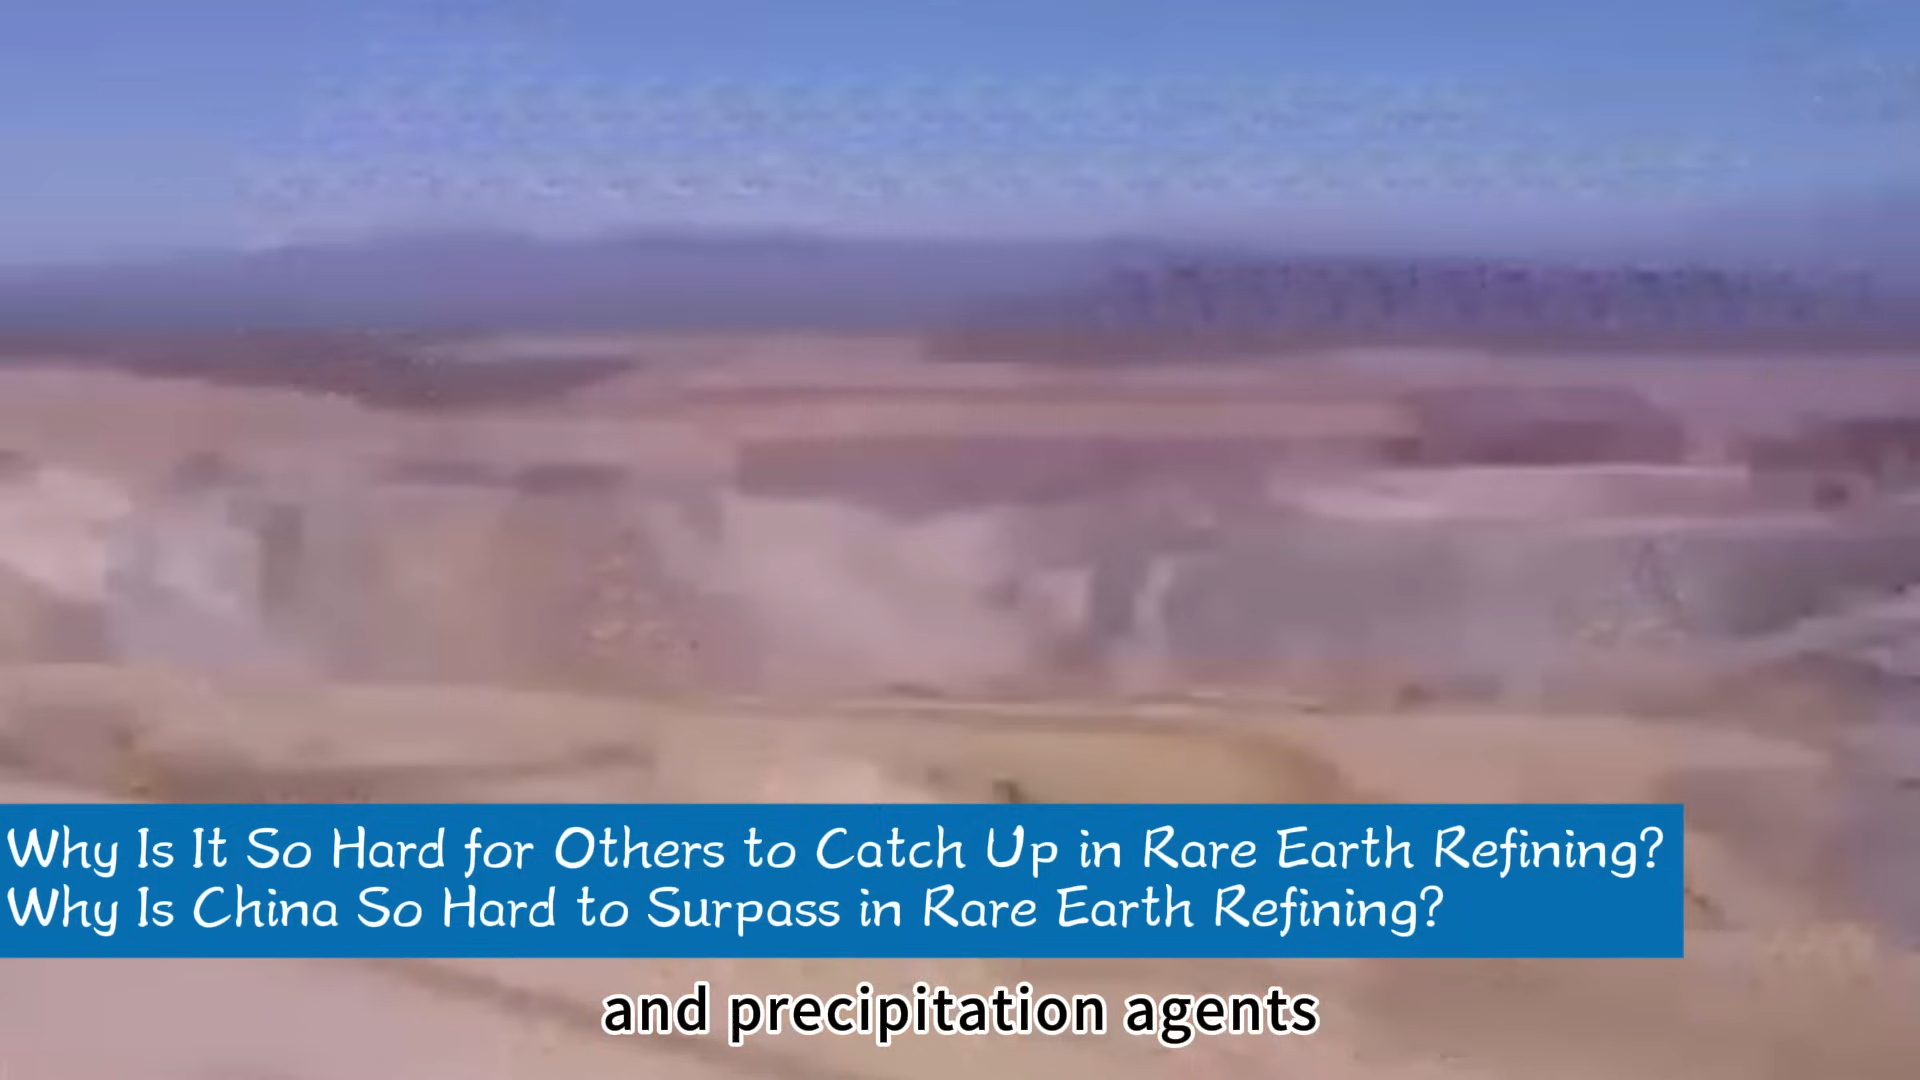 Why Is It So Hard for Others to Catch Up in Rare Earth Refining?
Why Is China So Hard to Surpass in Rare Earth Refining?
and precipitation agents